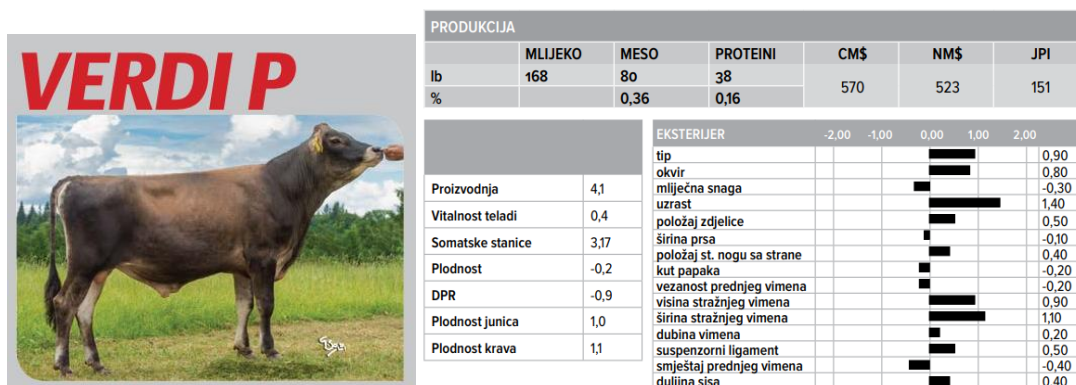 VERDI P
PRODUKCIJA
MLIJEKO MESO PROTEINI CM$ NM$ JPI
lb 168 80 38 570 523 151
% 0,36 0,16
Proizvodnja 4,1
Vitalnost teladi 0,4
Somatske stanice 3,17
Plodnost -0,2
DPR -0,9
Plodnost junica 1,0
Plodnost krava 1,1
EKSTERIJER -2,00 -1,00 0,00 1,00 2,00
tip 0,90
okvir 0,80
mliječna snaga -0,30
uzrast 1,40
položaj zdjelice 0,50
širina prsa -0,10
položaj st. nogu sa strane 0,40
kut papaka -0,20
vezanost prednjeg vimena -0,20
visina stražnjeg vimena 0,90
širina stražnjeg vimena 1,10
dubina vimena 0,20
suspenzorni ligament 0,50
smještaj prednjeg vimena -0,40
duljina sisa 0,40